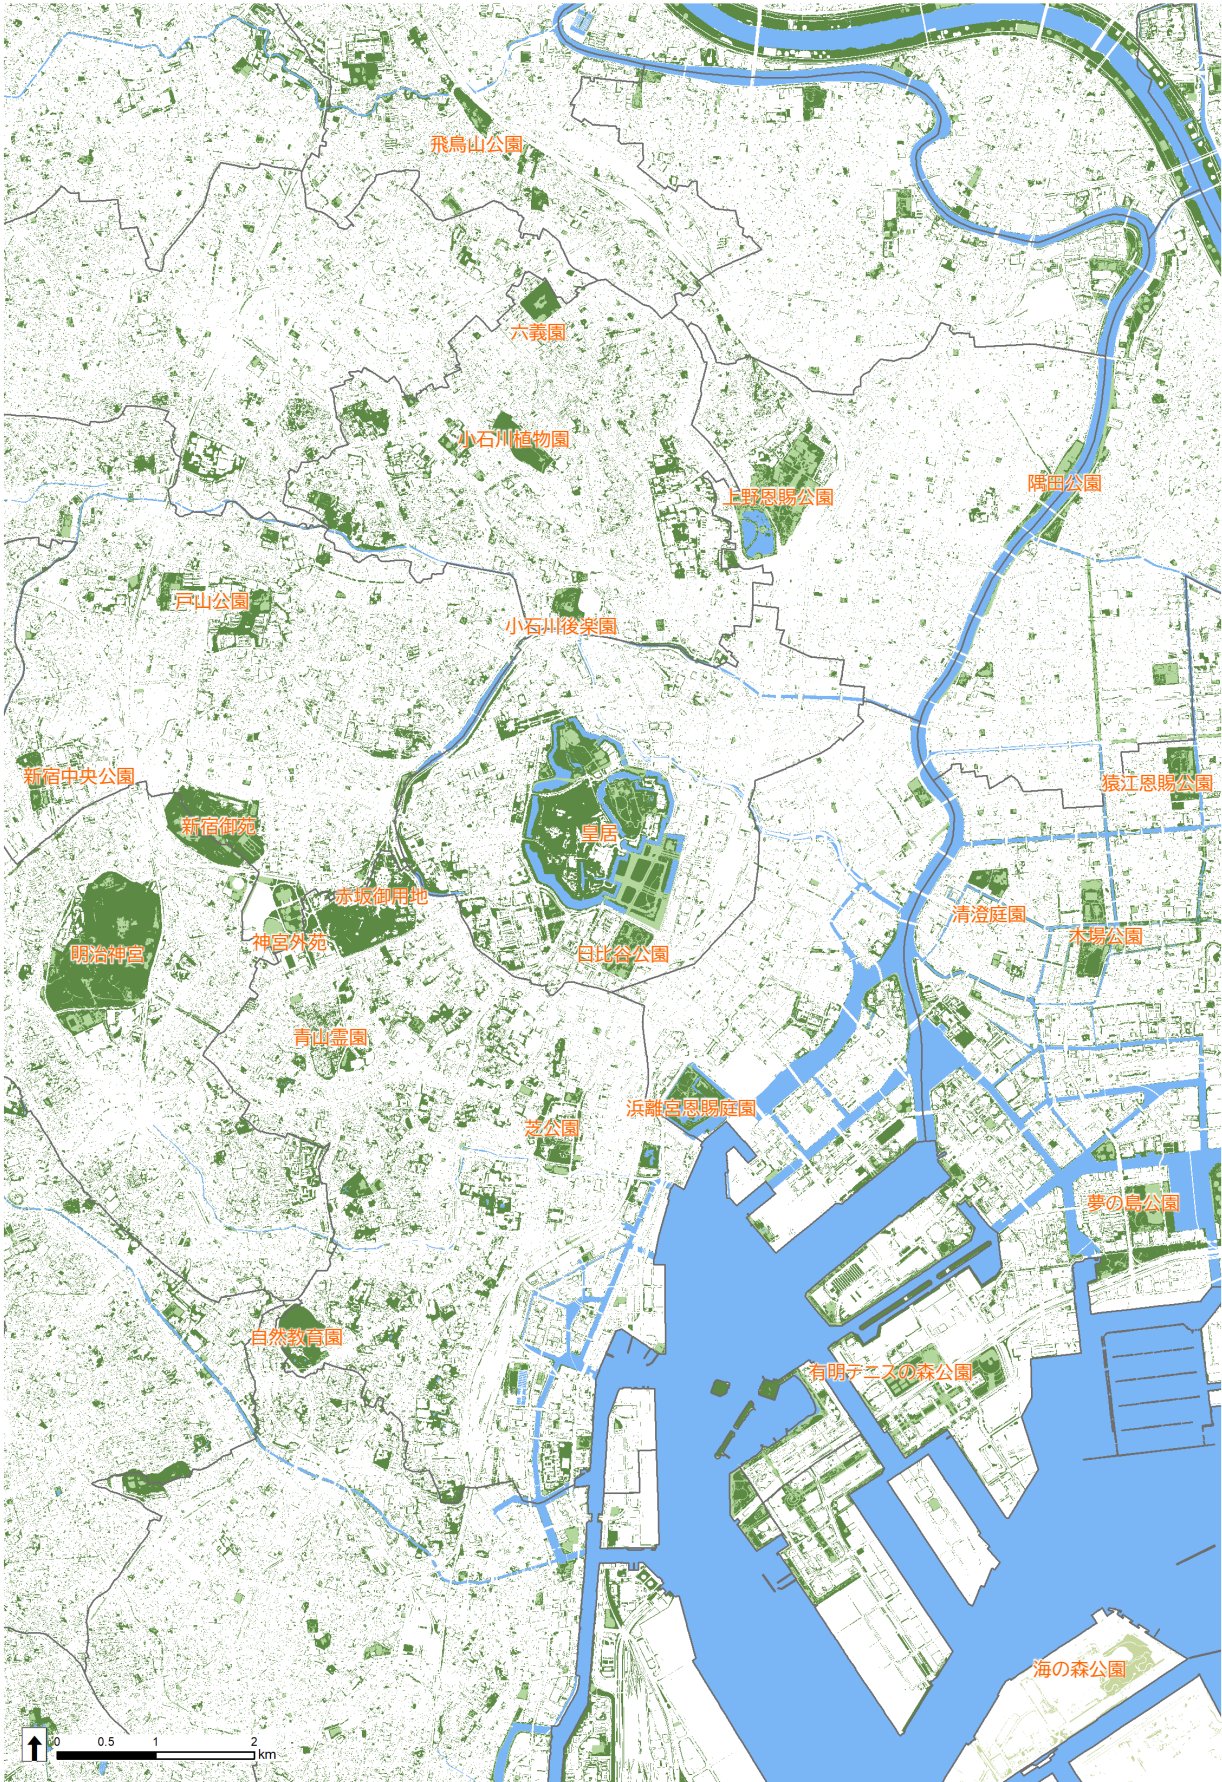 飛鳥山公園
六義園
小石川植物園
上野恩賜公園
隅田公園
戸山公園
小石川後楽園
新宿中央公園
猿江恩賜公園
新宿御苑
皇居
赤坂御用地
清澄庭園
神宮外苑
木場公園
明治神宮
日比谷公園
青山霊園
浜離宮恩賜庭園
芝公園
夢の島公園
自然教育園
有明テニスの森公園
海の森公園
0 0.5 1 2
km